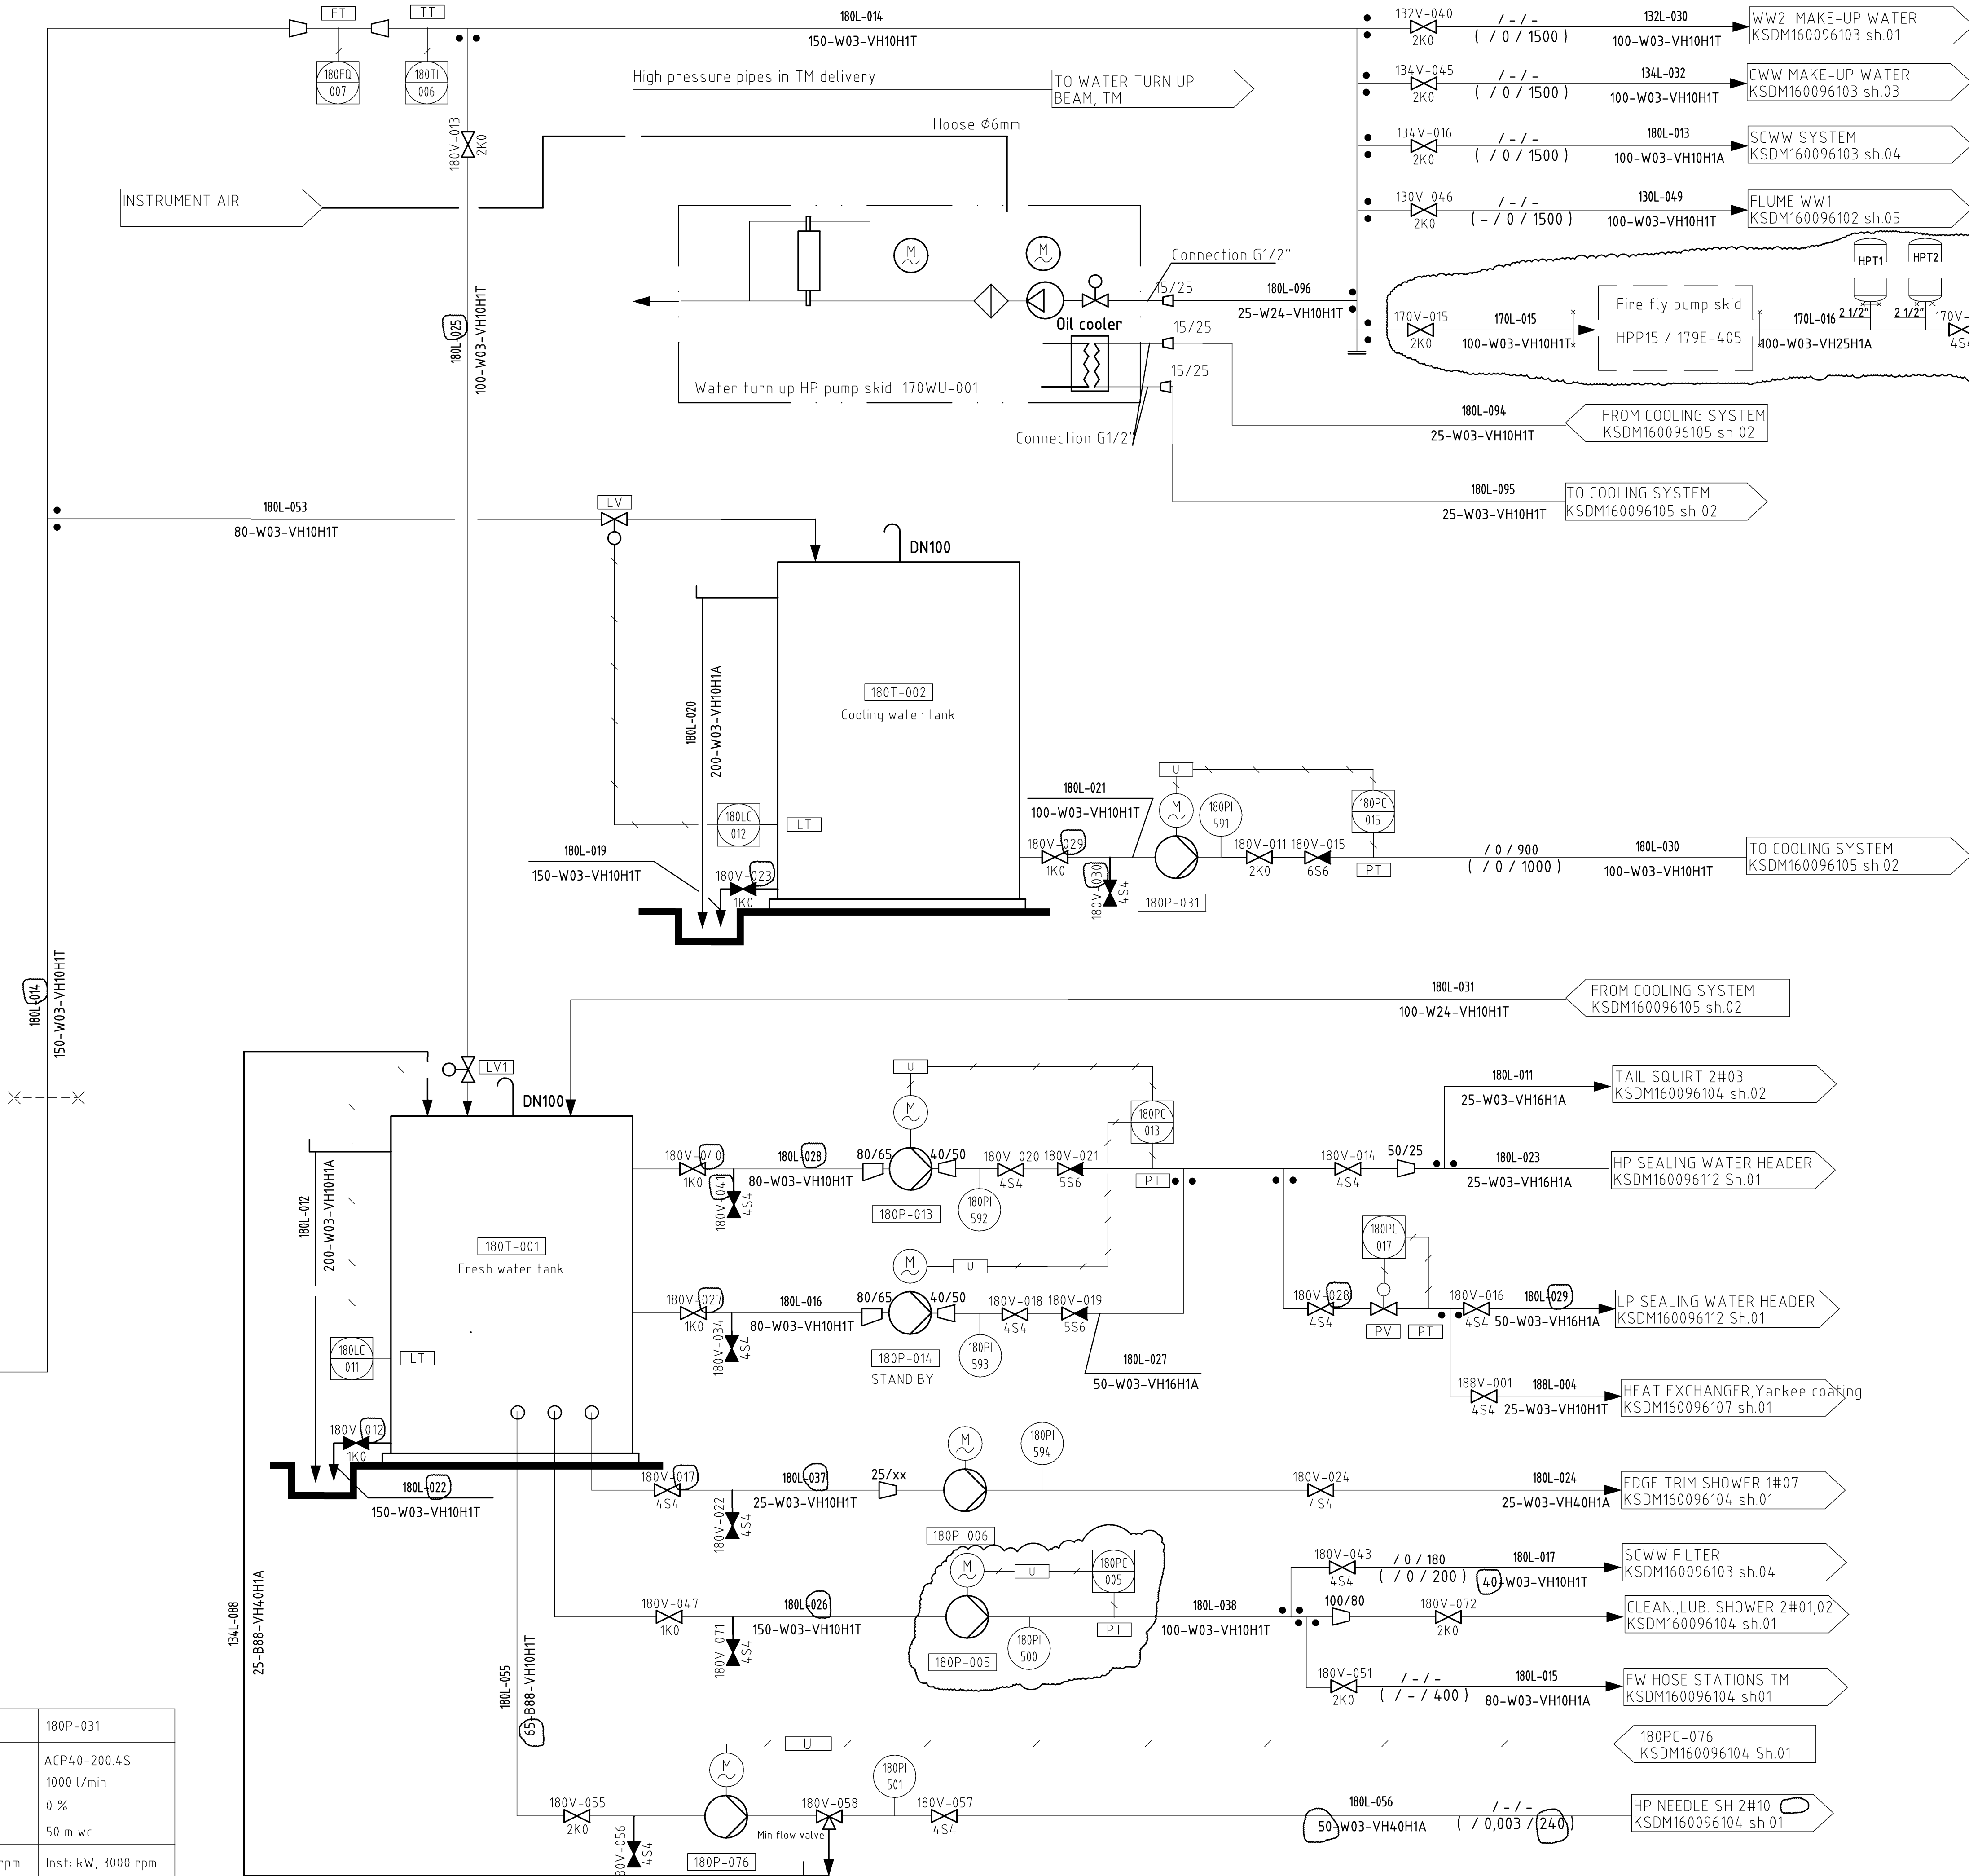 FT
TT
180FQ
007
180TI
006
180L-014
150-W03-VH10H1T
180V-013
2K0
High pressure pipes in TM delivery
TO WATER TURN UP
BEAM, TM
Hoose Ø6mm
INSTRUMENT AIR
132V-040
2K0
/ - / -
( / 0 / 1500 )
132L-030
100-W03-VH10H1T
WW2 MAKE-UP WATER
KSDM160096103 sh.01
134V-045
2K0
/ - / -
( / 0 / 1500 )
134L-032
100-W03-VH10H1T
CWW MAKE-UP WATER
KSDM160096103 sh.03
134V-016
2K0
/ - / -
( / 0 / 1500 )
180L-013
100-W03-VH10H1A
SCWW SYSTEM
KSDM160096103 sh.04
130V-046
2K0
/ - / -
( - / 0 / 1500 )
130L-049
100-W03-VH10H1T
FLUME WW1
KSDM160096102 sh.05
M
M
Connection G1/2"
15/25
180L-096
25-W24-VH10H1T
Oil cooler
15/25
15/25
Water turn up HP pump skid 170WU-001
Connection G1/2"
170V-015
2K0
170L-015
100-W03-VH10H1T
Fire fly pump skid
HPP15 / 179E-405
HPT1
HPT2
2 1/2"
2 1/2"
170L-016
100-W03-VH25H1A
170V-
4S4
180L-025
100-W03-VH10H1T
180L-094
25-W03-VH10H1T
FROM COOLING SYSTEM
KSDM160096105 sh 02
180L-095
25-W03-VH10H1T
TO COOLING SYSTEM
KSDM160096105 sh 02
180L-053
80-W03-VH10H1T
LV
DN100
180L-020
200-W03-VH10H1A
180T-002
Cooling water tank
180LC
012
LT
180L-019
150-W03-VH10H1T
180V-023
1K0
180L-021
100-W03-VH10H1T
180V-029
1K0
180V-030
4S4
U
M
180P-031
180PI
591
180V-011
2K0
180V-015
6S6
180PC
015
PT
/ 0 / 900
( / 0 / 1000 )
180L-030
100-W03-VH10H1T
TO COOLING SYSTEM
KSDM160096105 sh.02
180L-014
150-W03-VH10H1T
180L-031
100-W24-VH10H1T
FROM COOLING SYSTEM
KSDM160096105 sh.02
LV1
DN100
180L-012
200-W03-VH10H1A
180T-001
Fresh water tank
180LC
011
LT
180V-012
1K0
180L-022
150-W03-VH10H1T
180V-040
1K0
180V-041
4S4
180L-028
80-W03-VH10H1T
80/65
U
M
40/50
180P-013
180PI
592
180V-020
4S4
180V-021
5S6
180PC
013
PT
180V-014
4S4
50/25
180L-011
25-W03-VH16H1A
TAIL SQUIRT 2#03
KSDM160096104 sh.02
180L-023
25-W03-VH16H1A
HP SEALING WATER HEADER
KSDM160096112 Sh.01
180V-027
1K0
180V-034
4S4
180L-016
80-W03-VH10H1T
80/65
M
U
40/50
180P-014
STAND BY
180PI
593
180V-018
4S4
180V-019
5S6
180L-027
50-W03-VH16H1A
180PC
017
180V-028
4S4
PV
PT
180V-016
4S4
180L-029
50-W03-VH16H1A
LP SEALING WATER HEADER
KSDM160096112 Sh.01
188V-001
4S4
188L-004
25-W03-VH10H1T
HEAT EXCHANGER,Yankee coating
KSDM160096107 sh.01
180V-017
4S4
180V-022
4S4
180L-037
25-W03-VH10H1T
25/xx
M
180P-006
180PI
594
180V-024
4S4
180L-024
25-W03-VH40H1A
EDGE TRIM SHOWER 1#07
KSDM160096104 sh.01
180V-047
1K0
180V-071
4S4
180L-026
150-W03-VH10H1T
M
U
180PC
005
180P-005
180PI
500
PT
180L-038
100-W03-VH10H1T
180V-043
4S4
/ 0 / 180
( / 0 / 200 )
180L-017
40-W03-VH10H1T
SCWW FILTER
KSDM160096103 sh.04
100/80
180V-072
2K0
CLEAN.,LUB. SHOWER 2#01,02
KSDM160096104 sh.01
180V-051
2K0
/ - / -
( / - / 400 )
180L-015
80-W03-VH10H1A
FW HOSE STATIONS TM
KSDM160096104 sh01
134L-088
25-B88-VH40H1A
180L-055
65-B88-VH10H1T
U
180PC-076
KSDM160096104 Sh.01
M
180V-055
2K0
180V-056
4S4
180P-076
180V-058
Min flow valve
180PI
501
180V-057
4S4
180L-056
50-W03-VH40H1A
/ - / -
( / 0,003 / 240 )
HP NEEDLE SH 2#10
KSDM160096104 sh.01
180P-031
ACP40-200.4S
1000 l/min
0 %
50 m wc
rpm
Inst: kW, 3000 rpm